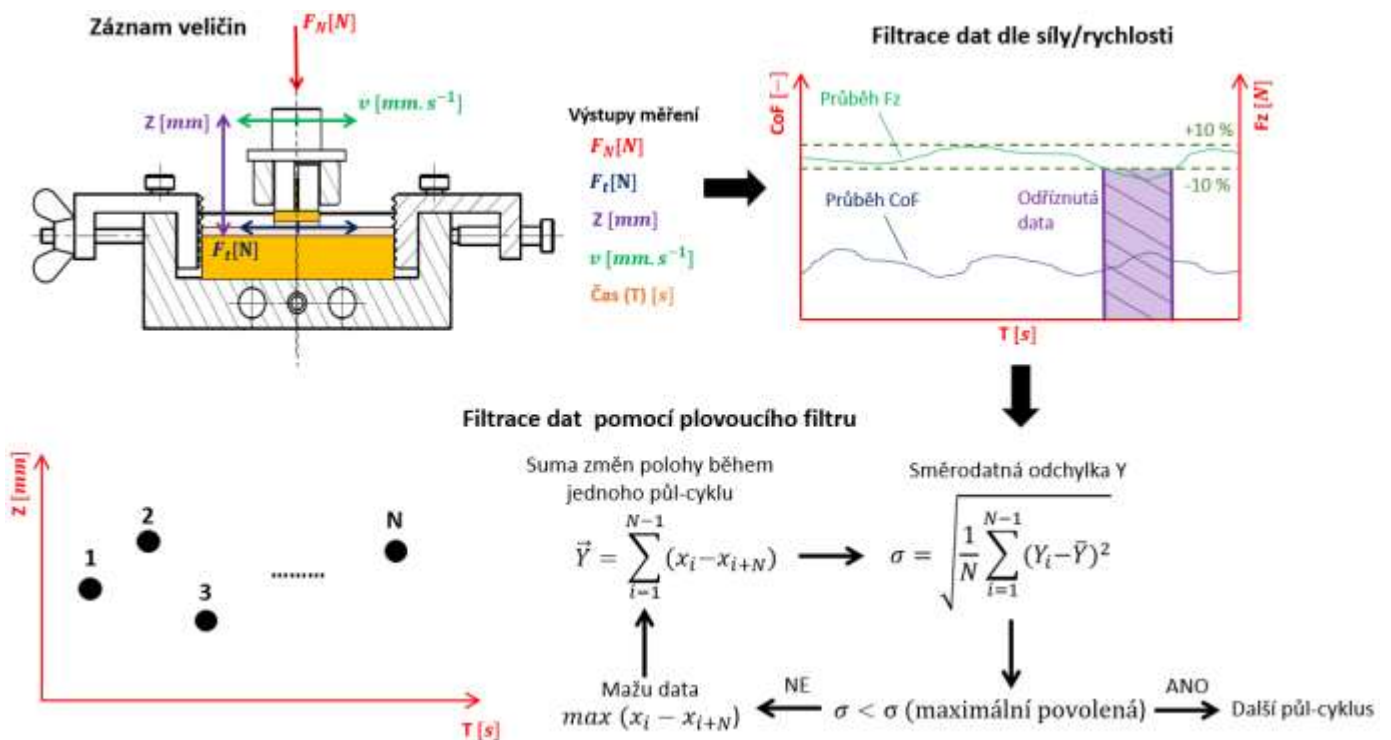 Záznam veličin
F_N[N]
v [mm. s⁻¹]
Z [mm]
F_t[N]
Výstupy měření
F_N[N]
F_t[N]
Z [mm]
v [mm. s⁻¹]
Čas (T) [s]
Filtrace dat dle síly/rychlosti
CoF [−]
Fz [N]
Průběh Fz
+10 %
-10 %
Průběh CoF
Odříznutá
data
T [s]
Filtrace dat pomocí plovoucího filtru
Z [mm]
1
2
3
.........
N
T [s]
Suma změn polohy během
jednoho půl-cyklu
Y⃗ = ∑_{i=1}^{N−1} (x_i − x_{i+N})
Směrodatná odchylka Y
σ = √(1/N ∑_{i=1}^{N−1} (Y_i − Ȳ)²)
Mažu data
max (x_i − x_{i+N})
NE
σ < σ (maximální povolená)
ANO
Další půl-cyklus